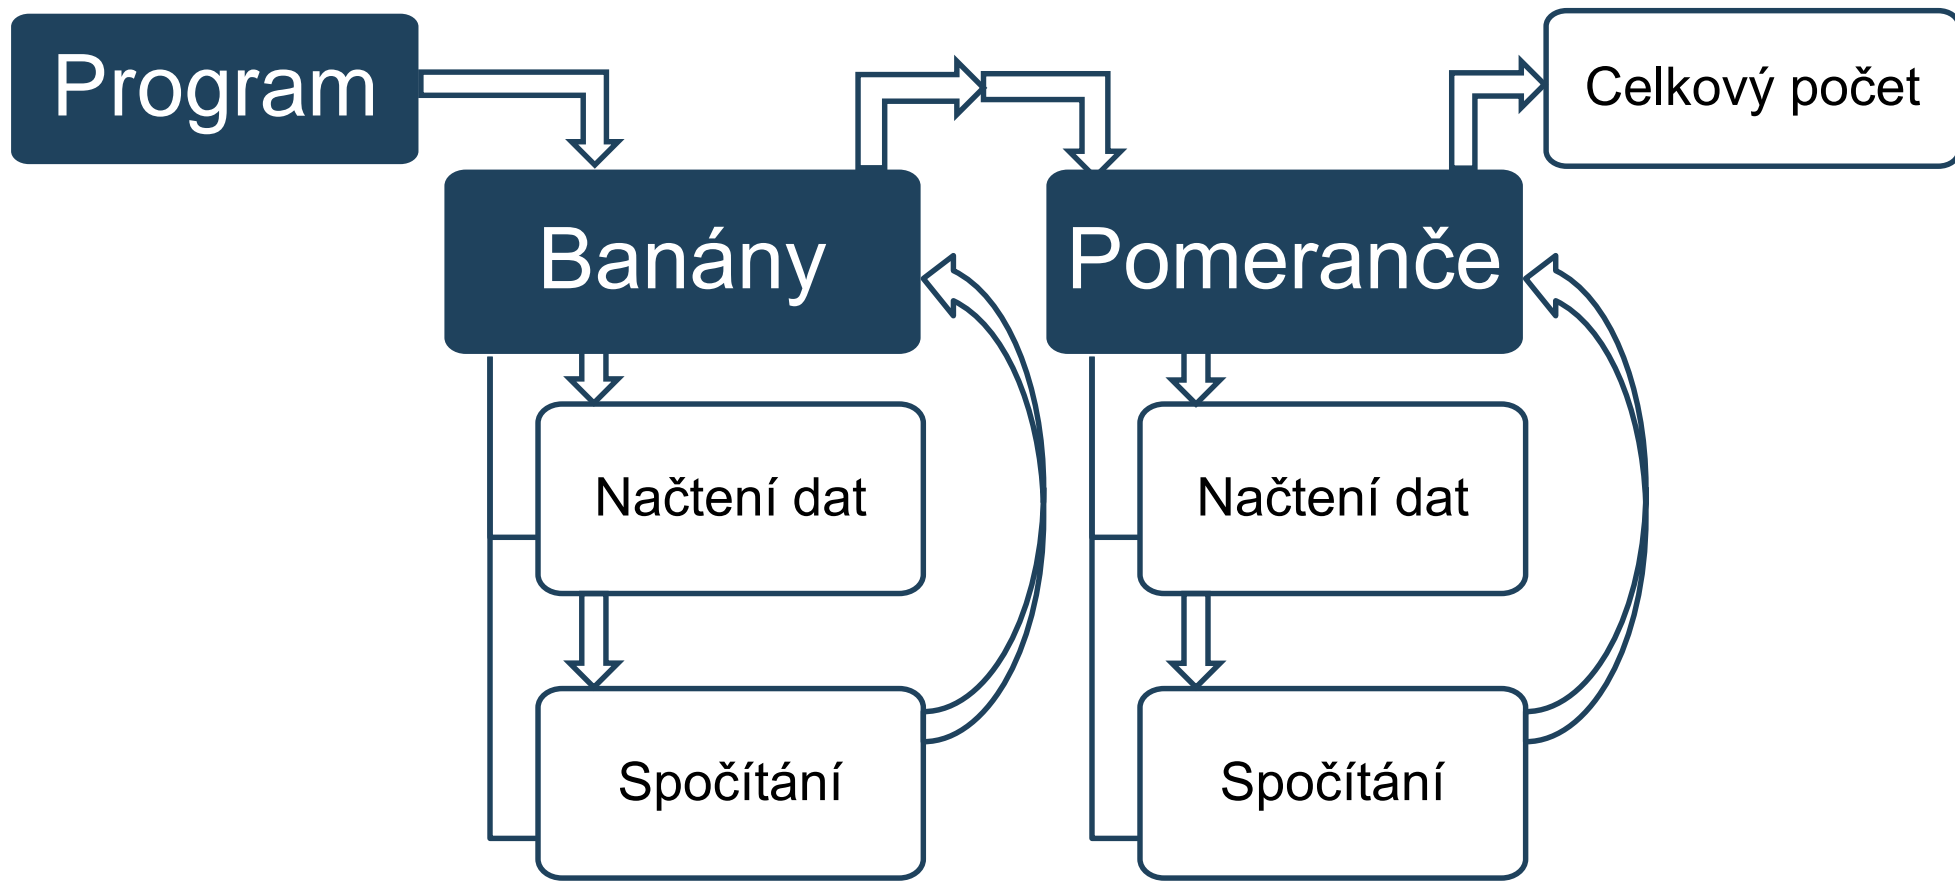 Program
Celkový počet
Banány
Pomeranče
Načtení dat
Načtení dat
Spočítání
Spočítání